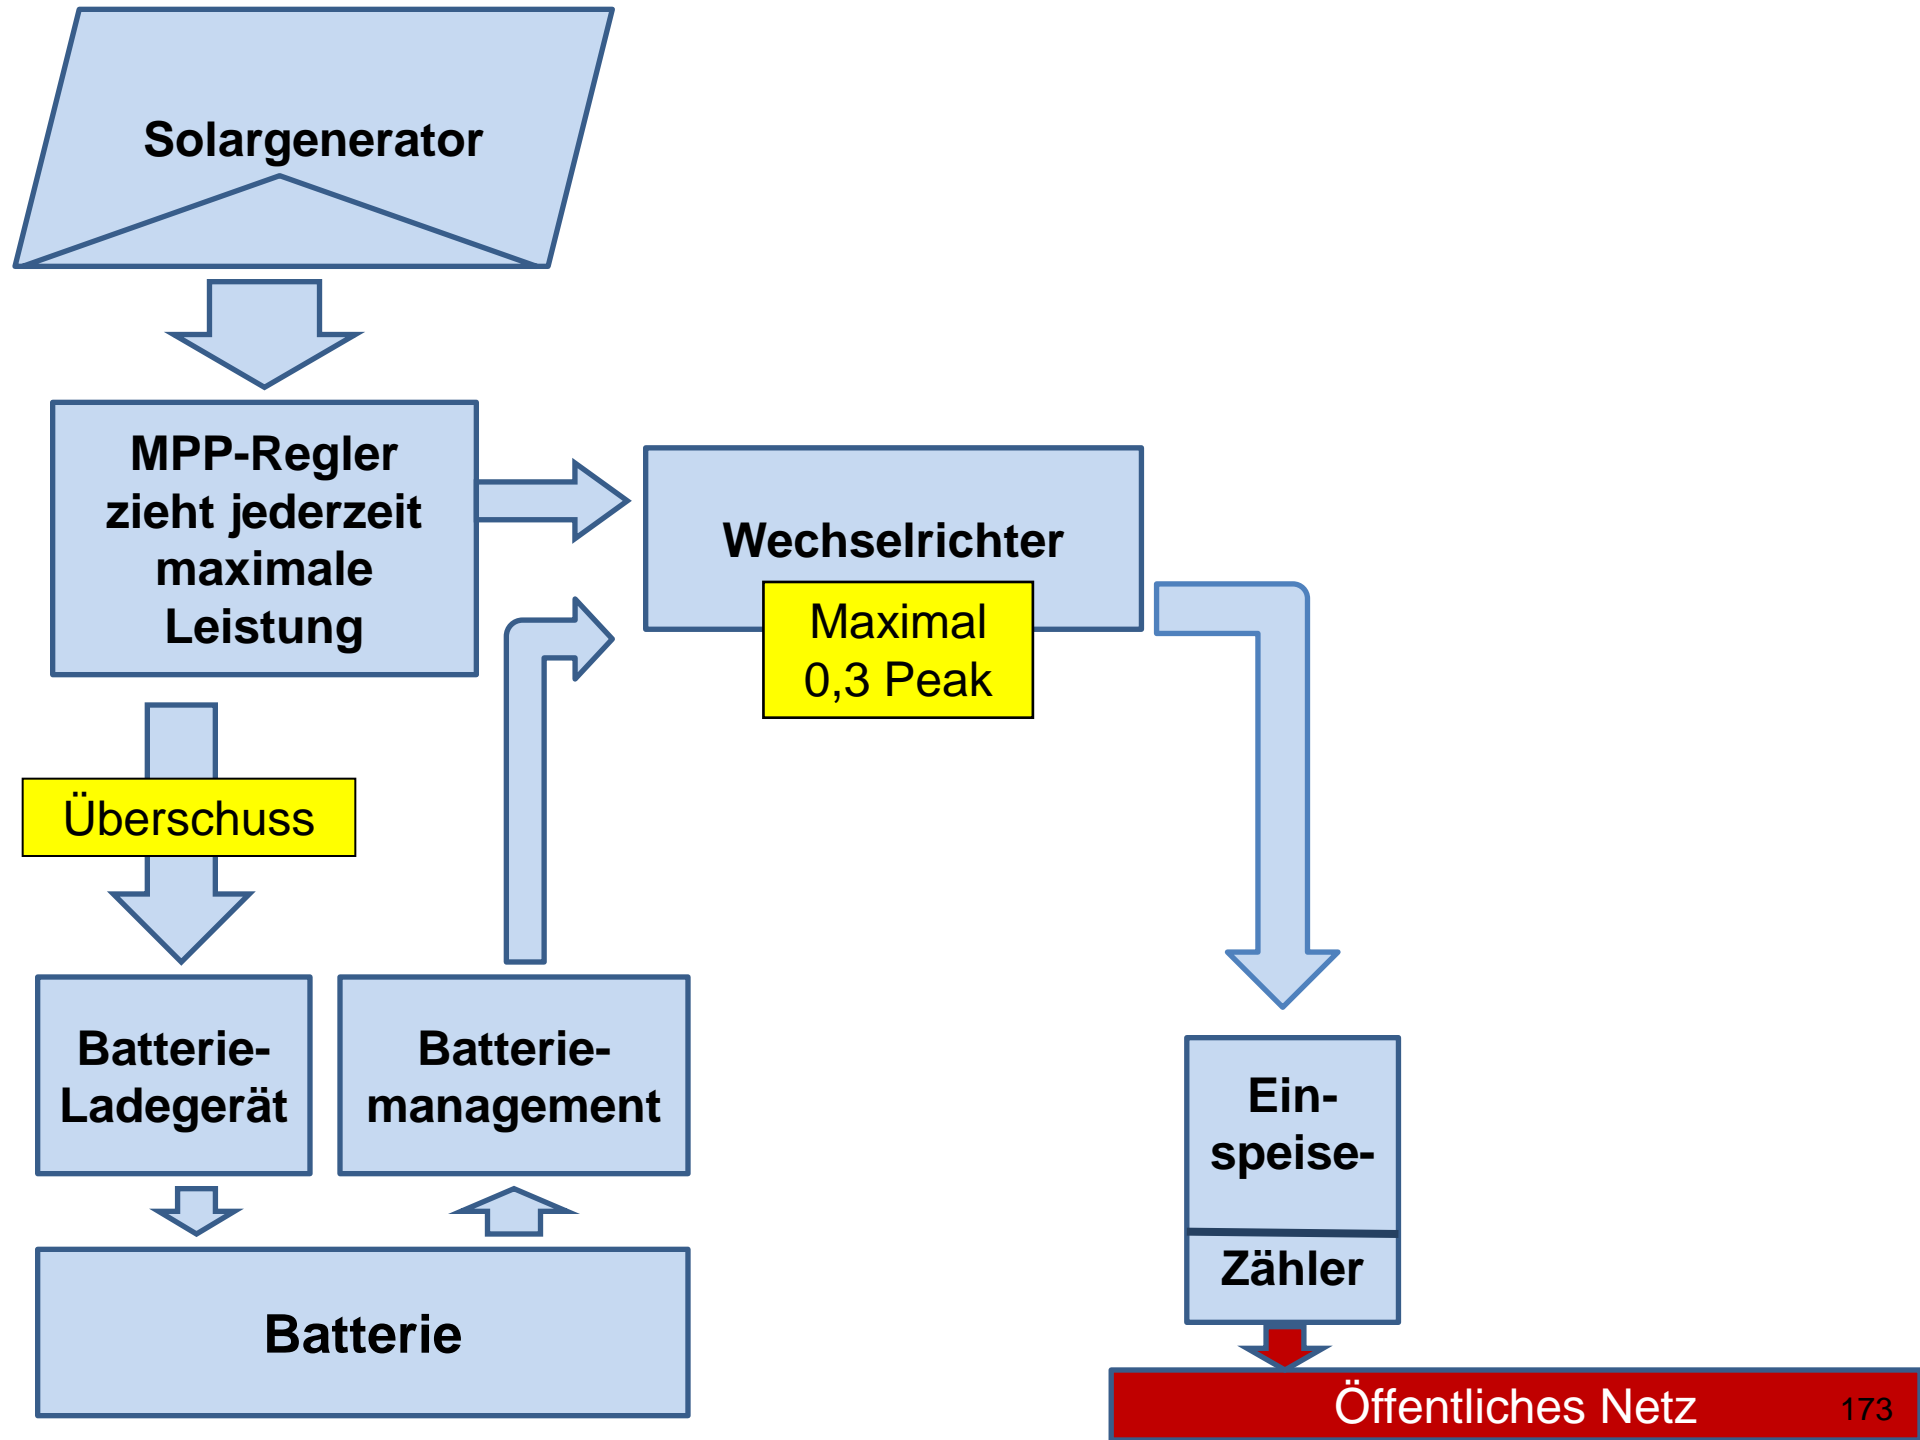 Solargenerator
MPP-Regler
zieht jederzeit
maximale
Leistung
Wechselrichter
Maximal
0,3 Peak
Überschuss
Batterie-
Ladegerät
Batterie-
management
Batterie
Ein-
speise-
Zähler
Öffentliches Netz
173